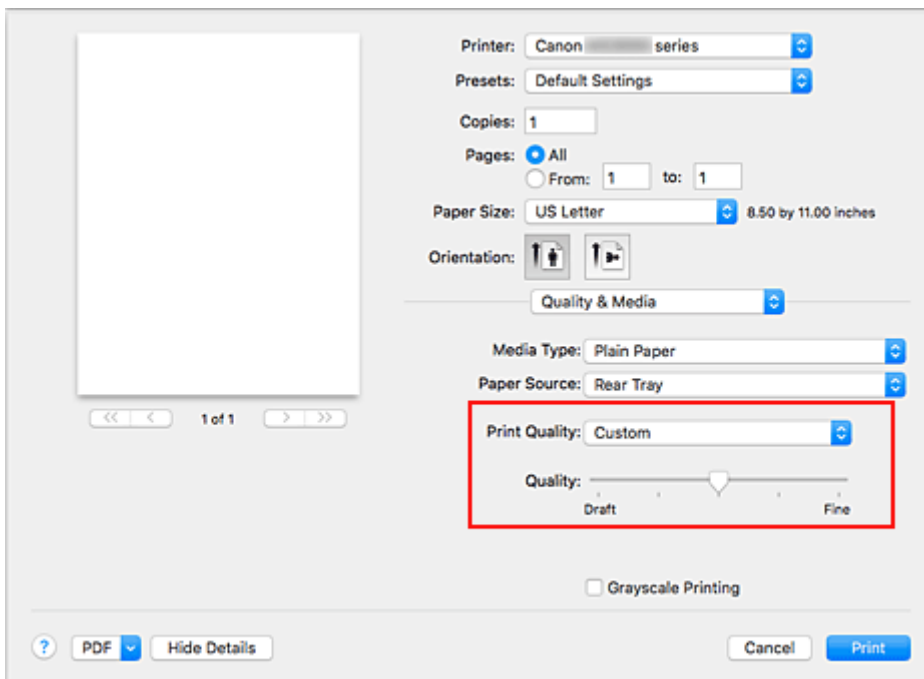 Printer: Canon series
Presets: Default Settings
Copies: 1
Pages: All
From: 1 to: 1
Paper Size: US Letter 8.50 by 11.00 inches
Orientation:
Quality & Media
Media Type: Plain Paper
Paper Source: Rear Tray
<< < 1 of 1 > >>
Print Quality: Custom
Quality:
Draft Fine
Grayscale Printing
? PDF Hide Details Cancel Print